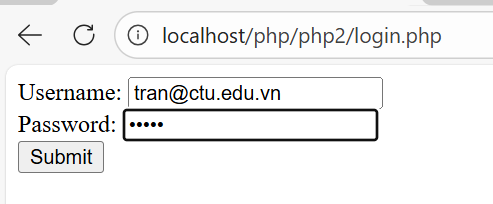 localhost/php/php2/login.php
Username: tran@ctu.edu.vn
Password: •••••
Submit